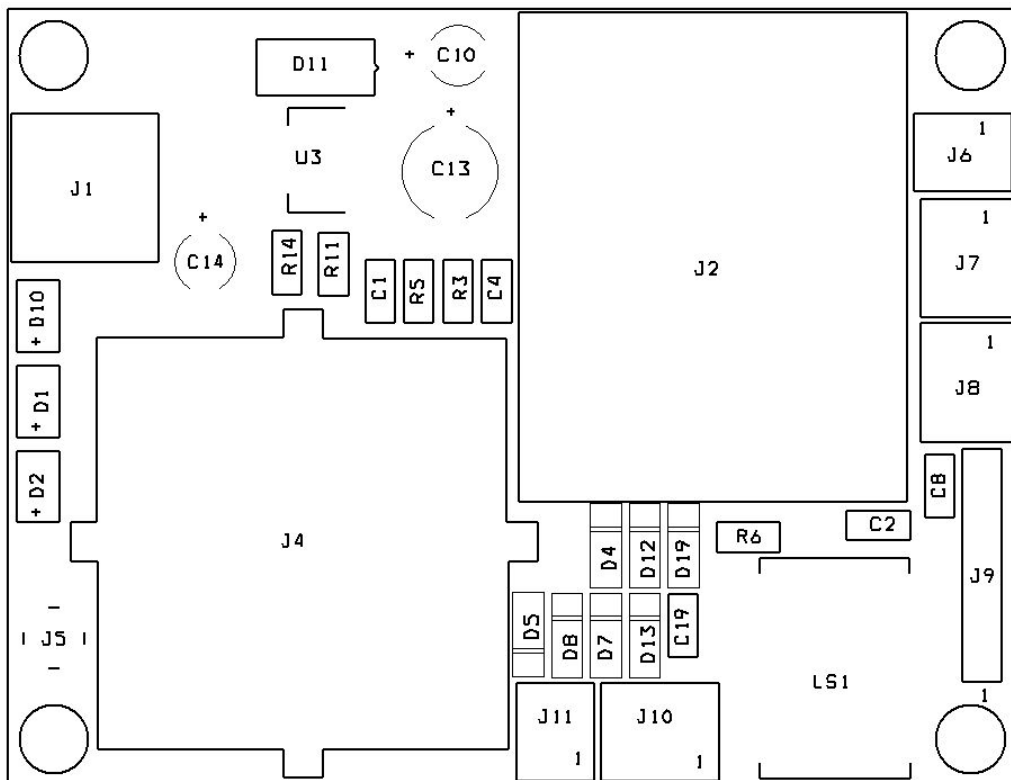 D11
+
C10
+
1
J6
U3
C13
J1
+
1
R14
R11
C14
J7
J2
C1
R5
R3
C4
+ D10
1
J8
+ D1
+ D2
C8
C2
R6
J4
D4
D12
D19
J9
J5
D5
D8
D7
D13
C19
LS1
1
J11
J10
1
1